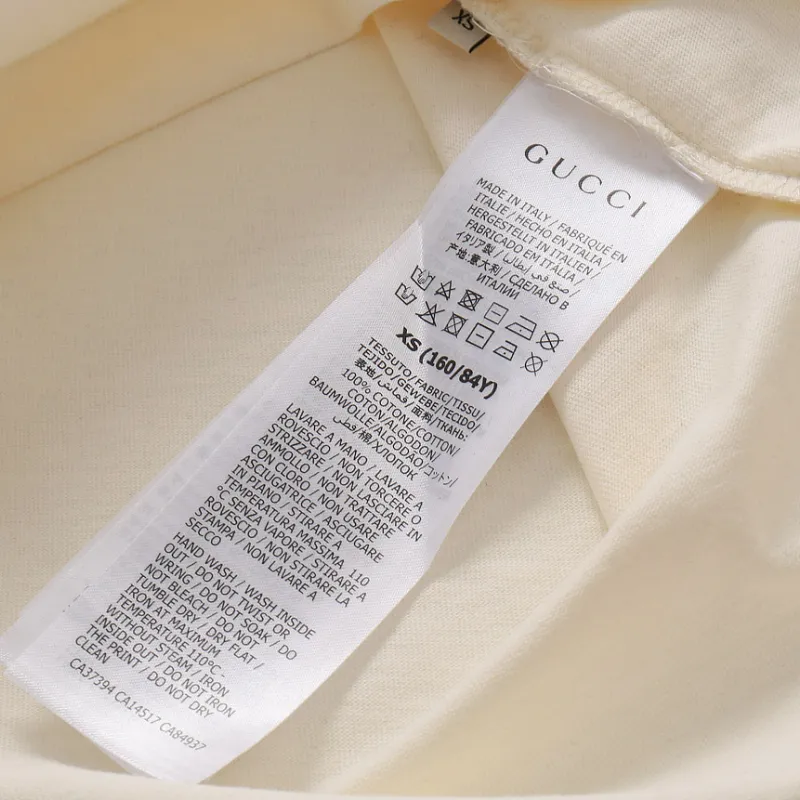 XS
GUCCI
MADE IN ITALY / FABRIQUÉ EN
ITALIE / HECHO EN ITALIA /
HERGESTELLT IN ITALIEN /
FABRICADO EM ITÁLIA /
イタリア製 / صنع في إيطاليا /
产地:意大利 / СДЕЛАНО В
ИТАЛИИ
XS (160/84Y)
TESSUTO/FABRIC/TISSU/
TEJIDO/GEWEBE/TECIDO/
表地/قماش/面料/ТКАНЬ:
100% COTONE/COTTON/
COTON/ALGODON/
BAUMWOLLE/ALGODÃO/コットン/
قطن/棉/ХЛОПОК
LAVARE A MANO / LAVARE A
ROVESCIO / NON TORCERE O
STRIZZARE / NON LASCIARE IN
AMMOLLO / NON TRATTARE
CON CLORO / NON USARE
ASCIUGATRICE / ASCIUGARE
IN PIANO / STIRARE A
TEMPERATURA MASSIMA 110
°C SENZA VAPORE / STIRARE A
ROVESCIO / NON STIRARE LA
STAMPA / NON LAVARE A
SECCO
HAND WASH / WASH INSIDE
OUT / DO NOT TWIST OR
WRING / DO NOT SOAK / DO
NOT BLEACH / DO NOT
TUMBLE DRY / DRY FLAT /
IRON AT MAXIMUM
TEMPERATURE 110°C -
WITHOUT STEAM / IRON
INSIDE OUT / DO NOT IRON
THE PRINT / DO NOT DRY
CLEAN
CA37394 CA14517 CA84937